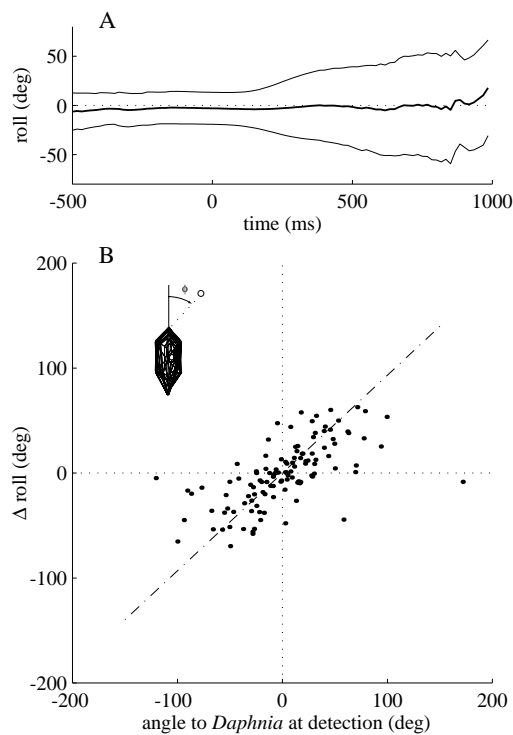 A
50
0
-50
roll (deg)
-500
0
500
1000
time (ms)
B
200
100
0
-100
-200
Δ roll (deg)
ϕ
-200
-100
0
100
200
angle to Daphnia at detection (deg)